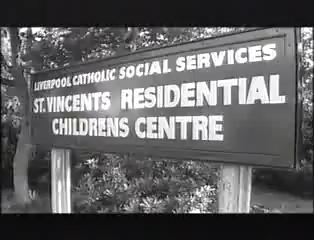 LIVERPOOL CATHOLIC SOCIAL SERVICES
ST. VINCENTS RESIDENTIAL
CHILDRENS CENTRE